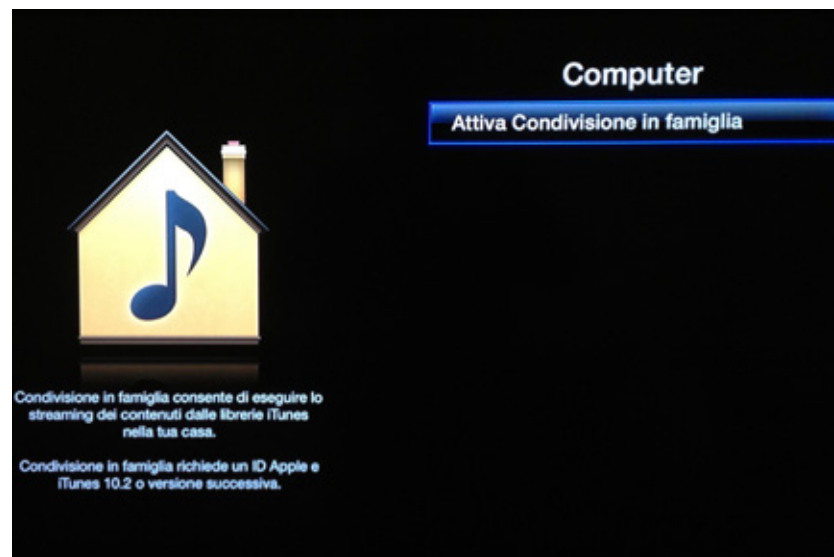 Computer
Attiva Condivisione in famiglia
Condivisione in famiglia consente di eseguire lo
streaming dei contenuti dalle librerie iTunes
nella tua casa.
Condivisione in famiglia richiede un ID Apple e
iTunes 10.2 o versione successiva.